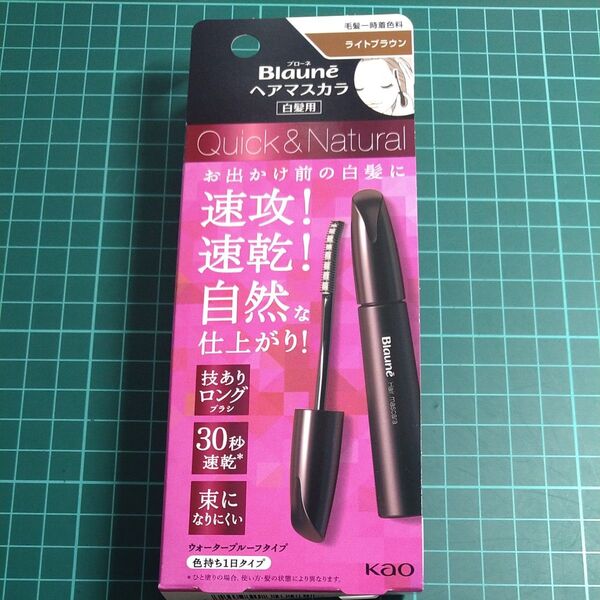 毛髪一時着色料
ライトブラウン
ブローネ
Blauné
ヘアマスカラ
白髪用
Quick & Natural
お出かけ前の白髪に
速攻!
速乾!
自然な
仕上がり!
技あり
ロング
ブラシ
30秒
速乾*
束に
なりにくい
Blauné
Hair mascara
ウォータープルーフタイプ
色持ち1日タイプ
*ひと塗りの場合。使い方・髪の状態により異なります。
Kao